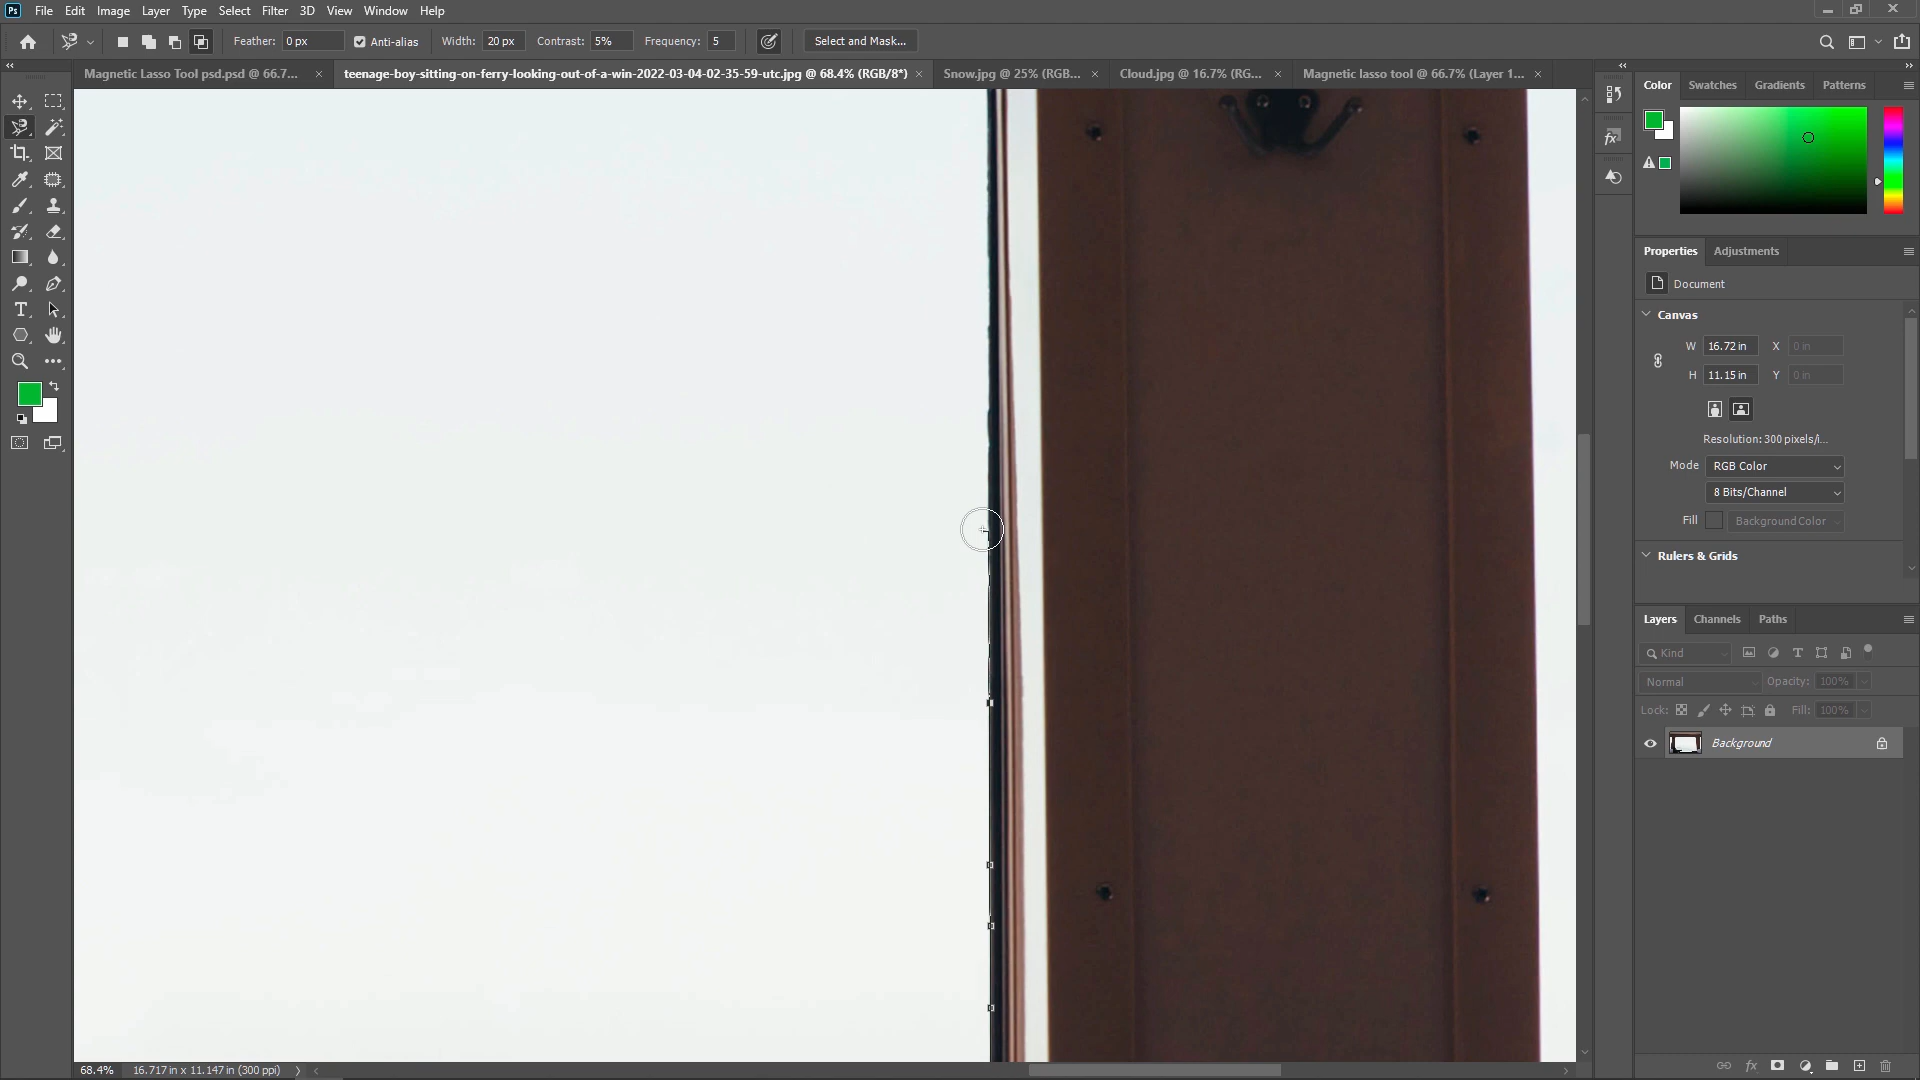 Ps File Edit Image Layer Type Select Filter 3D View Window Help
Feather: 0 px Anti-alias Width: 20 px Contrast: 5% Frequency: 5 Select and Mask...
Magnetic Lasso Tool psd.psd @ 66.7... × teenage-boy-sitting-on-ferry-looking-out-of-a-win-2022-03-04-02-35-59-utc.jpg @ 68.4% (RGB/8*) × Snow.jpg @ 25% (RGB... × Cloud.jpg @ 16.7% (RG... × Magnetic lasso tool @ 66.7% (Layer 1... ×
Color Swatches Gradients Patterns
Properties Adjustments
Document
Canvas
W 16.72 in X 0 in
H 11.15 in Y 0 in
Resolution: 300 pixels/i...
Mode RGB Color
8 Bits/Channel
Fill Background Color
Rulers & Grids
Layers Channels Paths
Kind
Normal Opacity: 100%
Lock: Fill: 100%
Background
68.4% 16.717 in x 11.147 in (300 ppi)